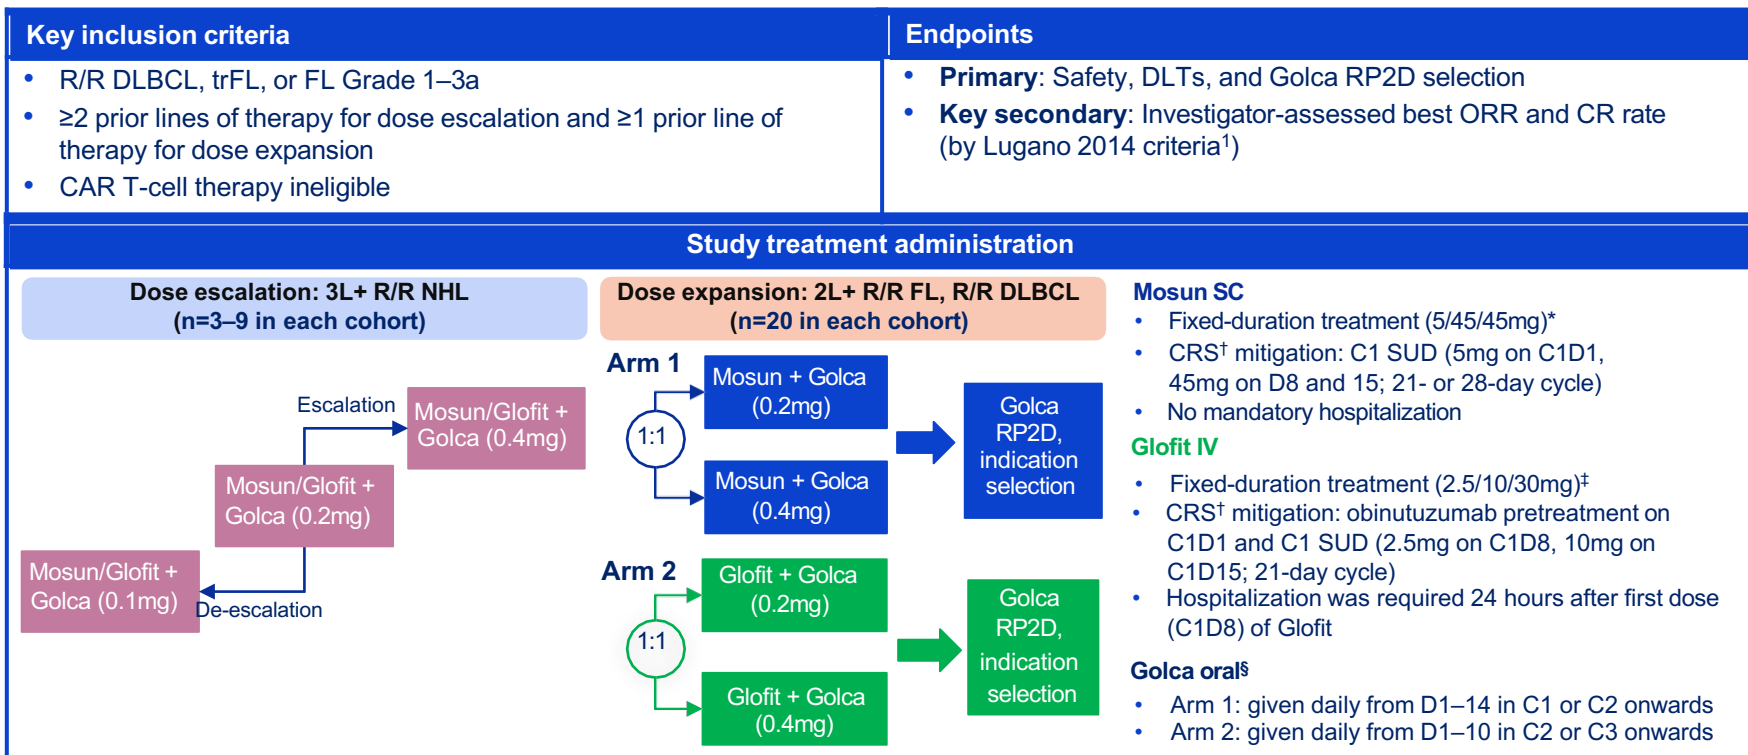 Key inclusion criteria
• R/R DLBCL, trFL, or FL Grade 1–3a
• ≥2 prior lines of therapy for dose escalation and ≥1 prior line of
therapy for dose expansion
• CAR T-cell therapy ineligible
Endpoints
• Primary: Safety, DLTs, and Golca RP2D selection
• Key secondary: Investigator-assessed best ORR and CR rate
(by Lugano 2014 criteria¹)
Study treatment administration
Dose escalation: 3L+ R/R NHL
(n=3–9 in each cohort)
Escalation
Mosun/Glofit +
Golca (0.4mg)
Mosun/Glofit +
Golca (0.2mg)
Mosun/Glofit +
Golca (0.1mg)
De-escalation
Dose expansion: 2L+ R/R FL, R/R DLBCL
(n=20 in each cohort)
Arm 1
1:1
Mosun + Golca
(0.2mg)
Mosun + Golca
(0.4mg)
Golca
RP2D,
indication
selection
Arm 2
1:1
Glofit + Golca
(0.2mg)
Glofit + Golca
(0.4mg)
Golca
RP2D,
indication
selection
Mosun SC
• Fixed-duration treatment (5/45/45mg)*
• CRS† mitigation: C1 SUD (5mg on C1D1,
45mg on D8 and 15; 21- or 28-day cycle)
• No mandatory hospitalization
Glofit IV
• Fixed-duration treatment (2.5/10/30mg)‡
• CRS† mitigation: obinutuzumab pretreatment on
C1D1 and C1 SUD (2.5mg on C1D8, 10mg on
C1D15; 21-day cycle)
• Hospitalization was required 24 hours after first dose
(C1D8) of Glofit
Golca oral§
• Arm 1: given daily from D1–14 in C1 or C2 onwards
• Arm 2: given daily from D1–10 in C2 or C3 onwards